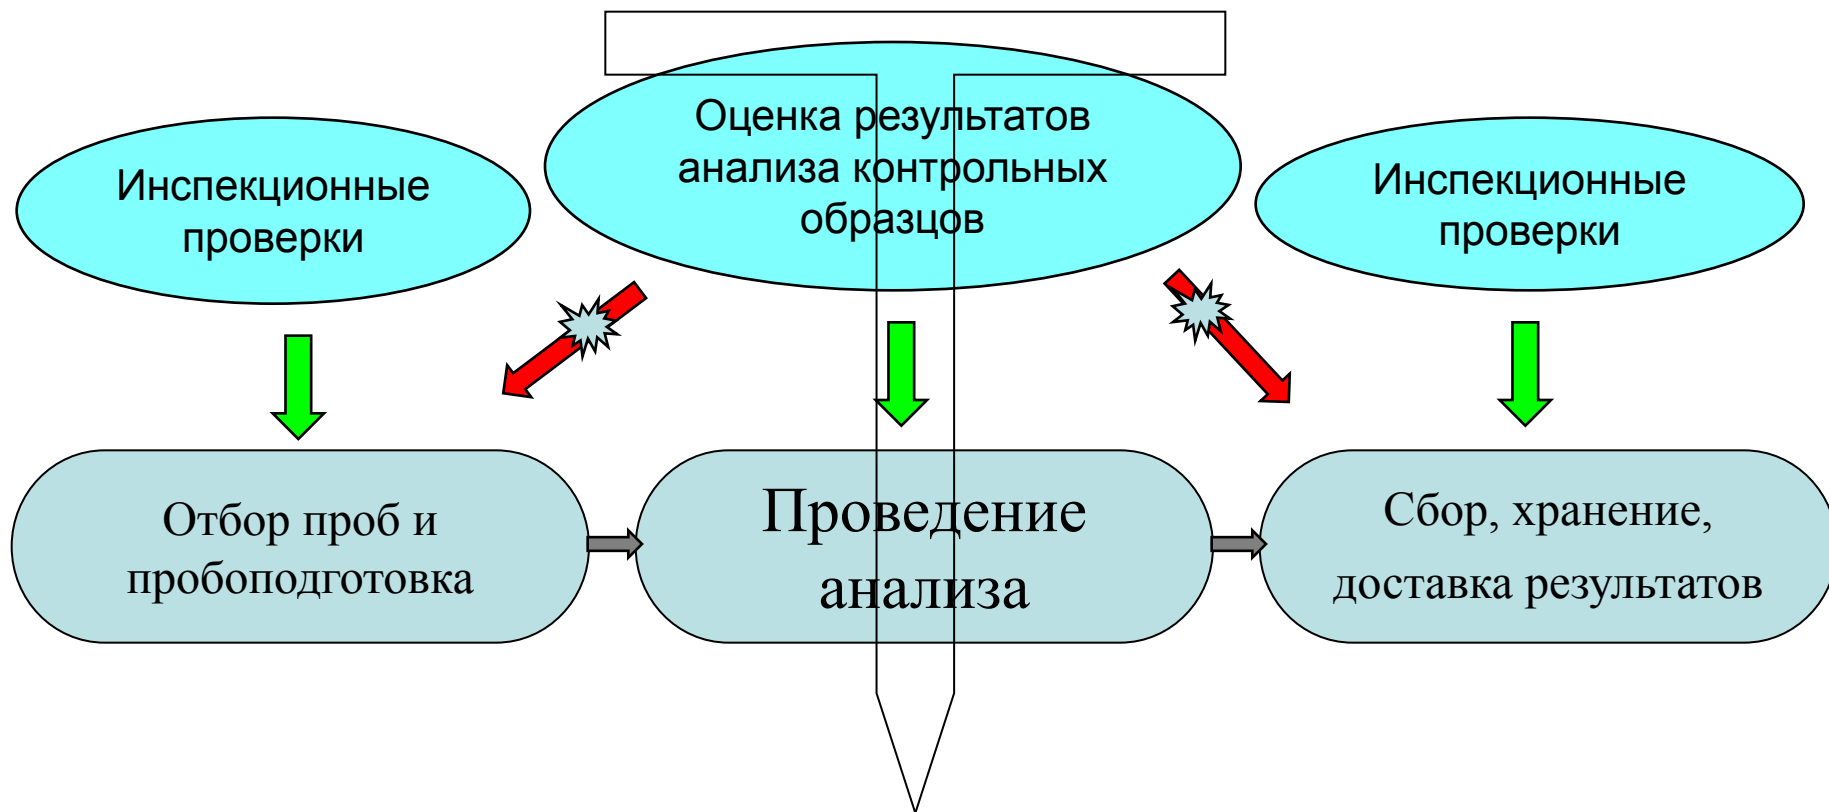 Инспекционные
проверки
Оценка результатов
анализа контрольных
образцов
Инспекционные
проверки
Отбор проб и
пробоподготовка
Проведение
анализа
Сбор, хранение,
доставка результатов